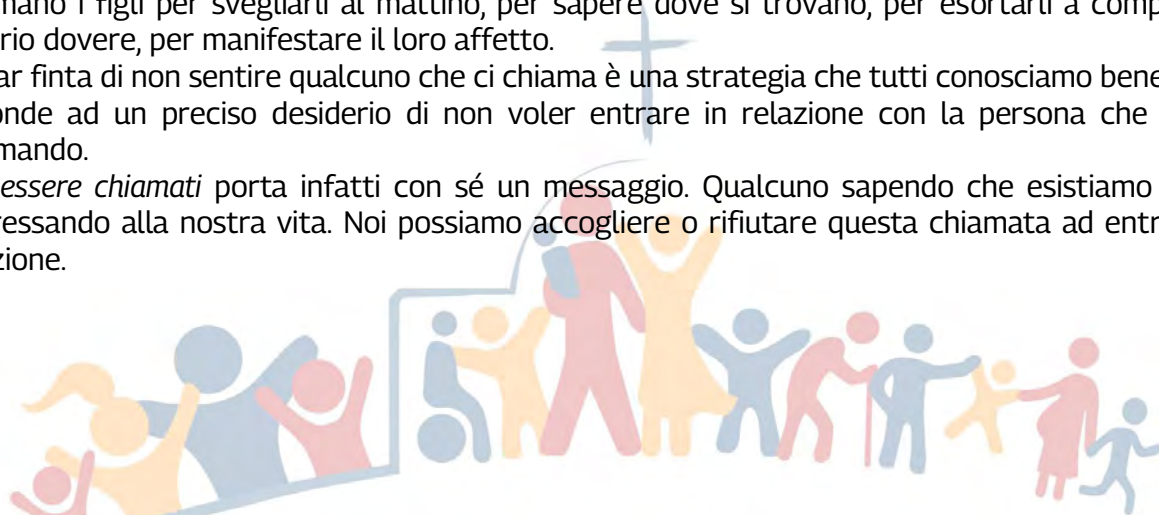 mano i figli per svegliarli al mattino, per sapere dove si trovano, per esortarli a comp
rio dovere, per manifestare il loro affetto.
ar finta di non sentire qualcuno che ci chiama è una strategia che tutti conosciamo bene
onde ad un preciso desiderio di non voler entrare in relazione con la persona che
mando.
essere chiamati porta infatti con sé un messaggio. Qualcuno sapendo che esistiamo
ressando alla nostra vita. Noi possiamo accogliere o rifiutare questa chiamata ad entr
zione.